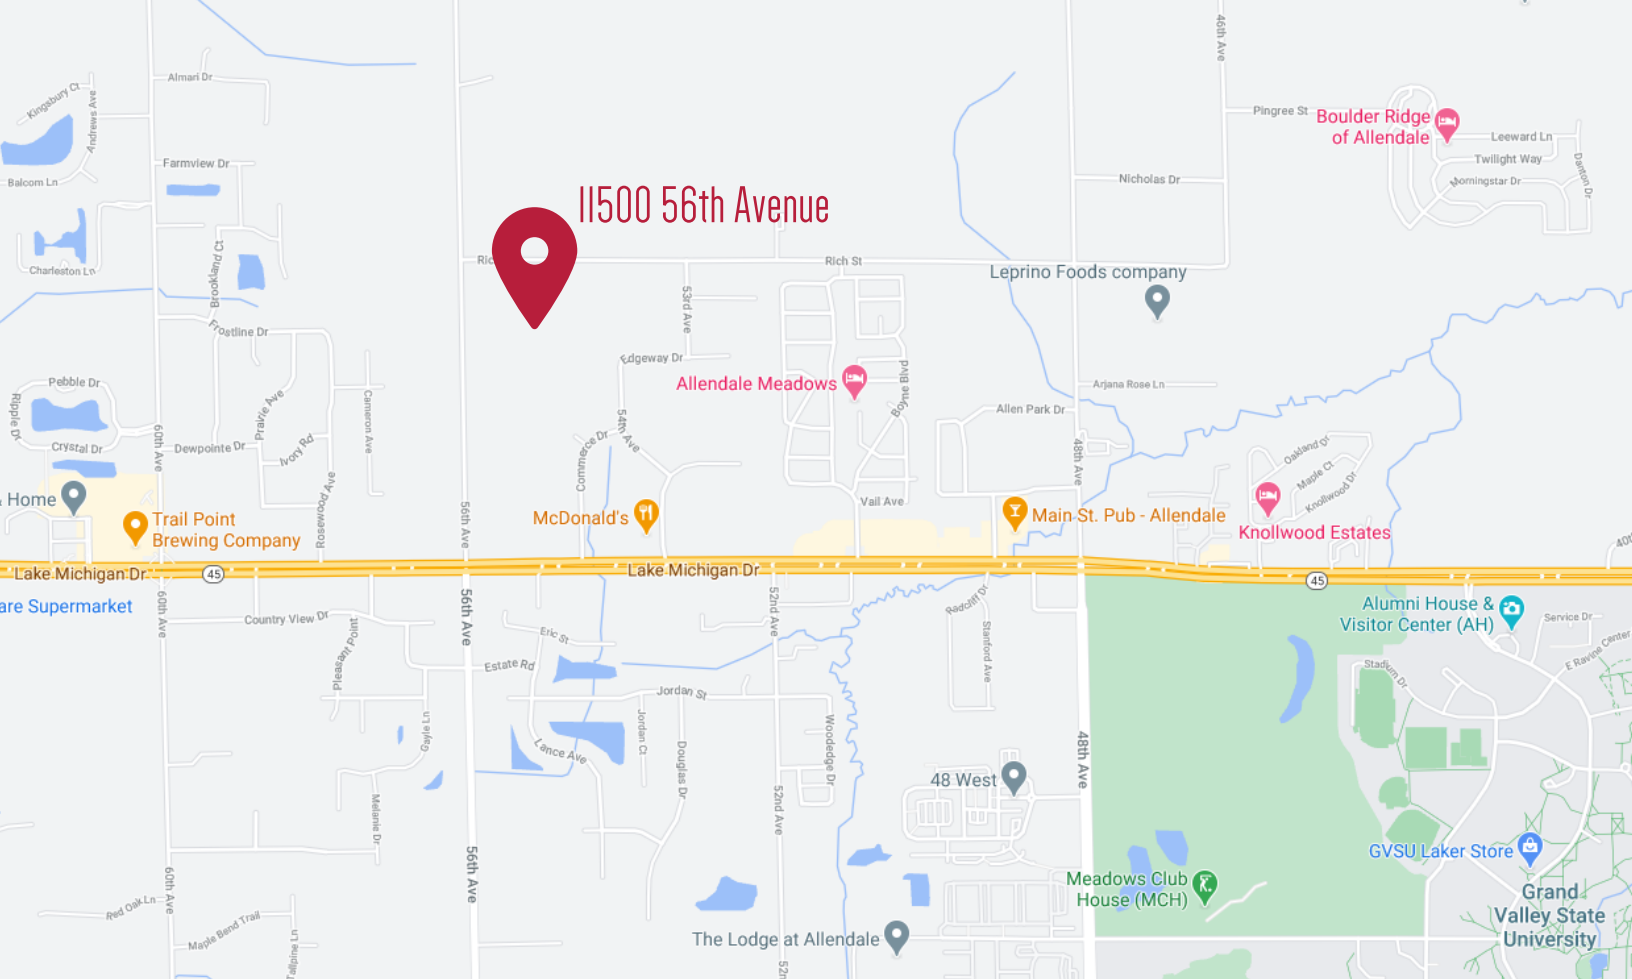 46th Ave
Almari Dr
Kingsbury Ct
Andrews Ave
Pingree St
Boulder Ridge
of Allendale
Leeward Ln
Twilight Way
Danton Dr
Morningstar Dr
Nicholas Dr
Farmview Dr
Balcom Ln
11500 56th Avenue
Rich St
Charleston Ln
Brookland Ct
Leprino Foods company
53rd Ave
Frostline Dr
Edgeway Dr
Allendale Meadows
Boyne Blvd
Arjana Rose Ln
Pebble Dr
Ripple Dr
Prairie Ave
Cameron Ave
Allen Park Dr
54th Ave
Commerce Dr
60th Ave
Crystal Dr
Dewpointe Dr
Ivory Rd
48th Ave
Oakland Dr
Maple Ct
Knollwood Dr
& Home
Rosewood Ave
56th Ave
Vail Ave
Trail Point
Brewing Company
McDonald's
Main St. Pub - Allendale
Knollwood Estates
40t
Lake Michigan Dr
45
Lake Michigan Dr
45
are Supermarket
60th Ave
56th Ave
52nd Ave
Radcliff Dr
Alumni House &
Visitor Center (AH)
Service Dr
Country View Dr
Pleasant Point
Eric St
Stanford Ave
E Ravine Center
Estate Rd
Stadium Dr
Jordan St
Gayle Ln
Jordan Ct
Lance Ave
Douglas Dr
Woodedge Dr
48th Ave
48 West
52nd Ave
Melanie Dr
GVSU Laker Store
60th Ave
56th Ave
Meadows Club
House (MCH)
Grand
Valley State
University
Red Oak Ln
Maple Bend Trail
Tallpine Ln
The Lodge at Allendale
52n